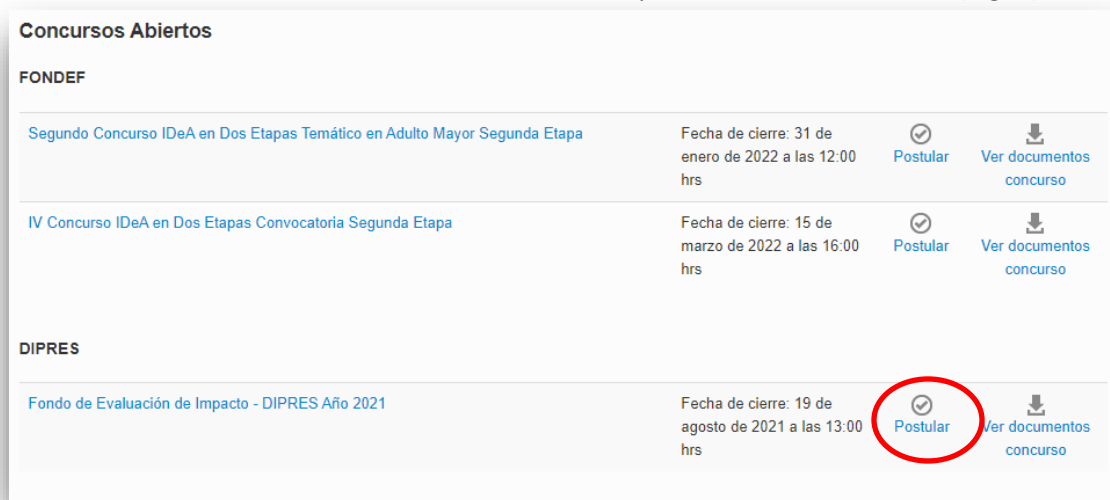 Concursos Abiertos
FONDEF
Segundo Concurso IDeA en Dos Etapas Temático en Adulto Mayor Segunda Etapa
Fecha de cierre: 31 de
enero de 2022 a las 12:00
hrs
Postular
Ver documentos
concurso
IV Concurso IDeA en Dos Etapas Convocatoria Segunda Etapa
Fecha de cierre: 15 de
marzo de 2022 a las 16:00
hrs
Postular
Ver documentos
concurso
DIPRES
Fondo de Evaluación de Impacto - DIPRES Año 2021
Fecha de cierre: 19 de
agosto de 2021 a las 13:00
hrs
Postular
Ver documentos
concurso